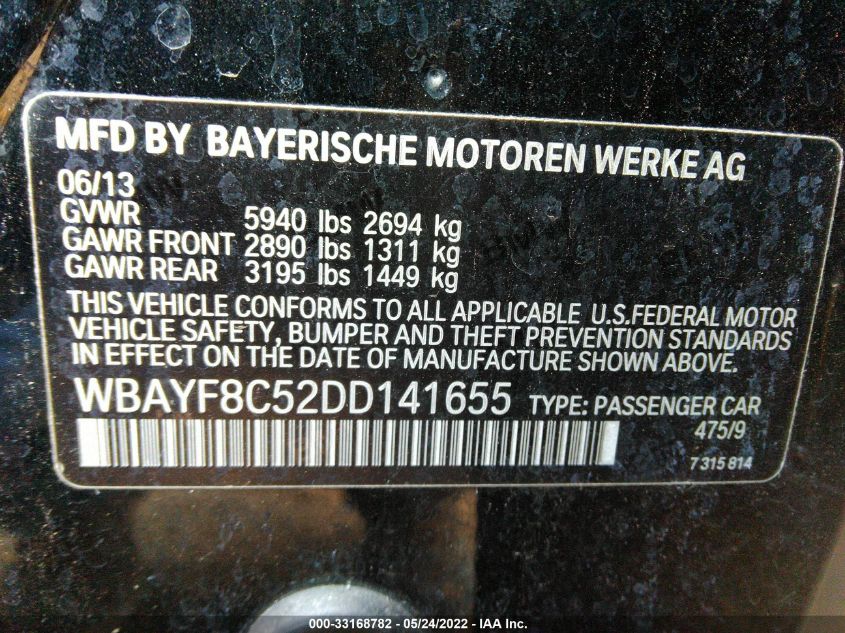 MFD BY BAYERISCHE MOTOREN WERKE AG
06/13
GVWR 5940 lbs 2694 kg
GAWR FRONT 2890 lbs 1311 kg
GAWR REAR 3195 lbs 1449 kg
THIS VEHICLE CONFORMS TO ALL APPLICABLE U.S.FEDERAL MOTOR
VEHICLE SAFETY, BUMPER AND THEFT PREVENTION STANDARDS
IN EFFECT ON THE DATE OF MANUFACTURE SHOWN ABOVE.
WBAYF8C52DD141655 TYPE: PASSENGER CAR
475/9
7315814
000-33168782 - 05/24/2022 - IAA Inc.